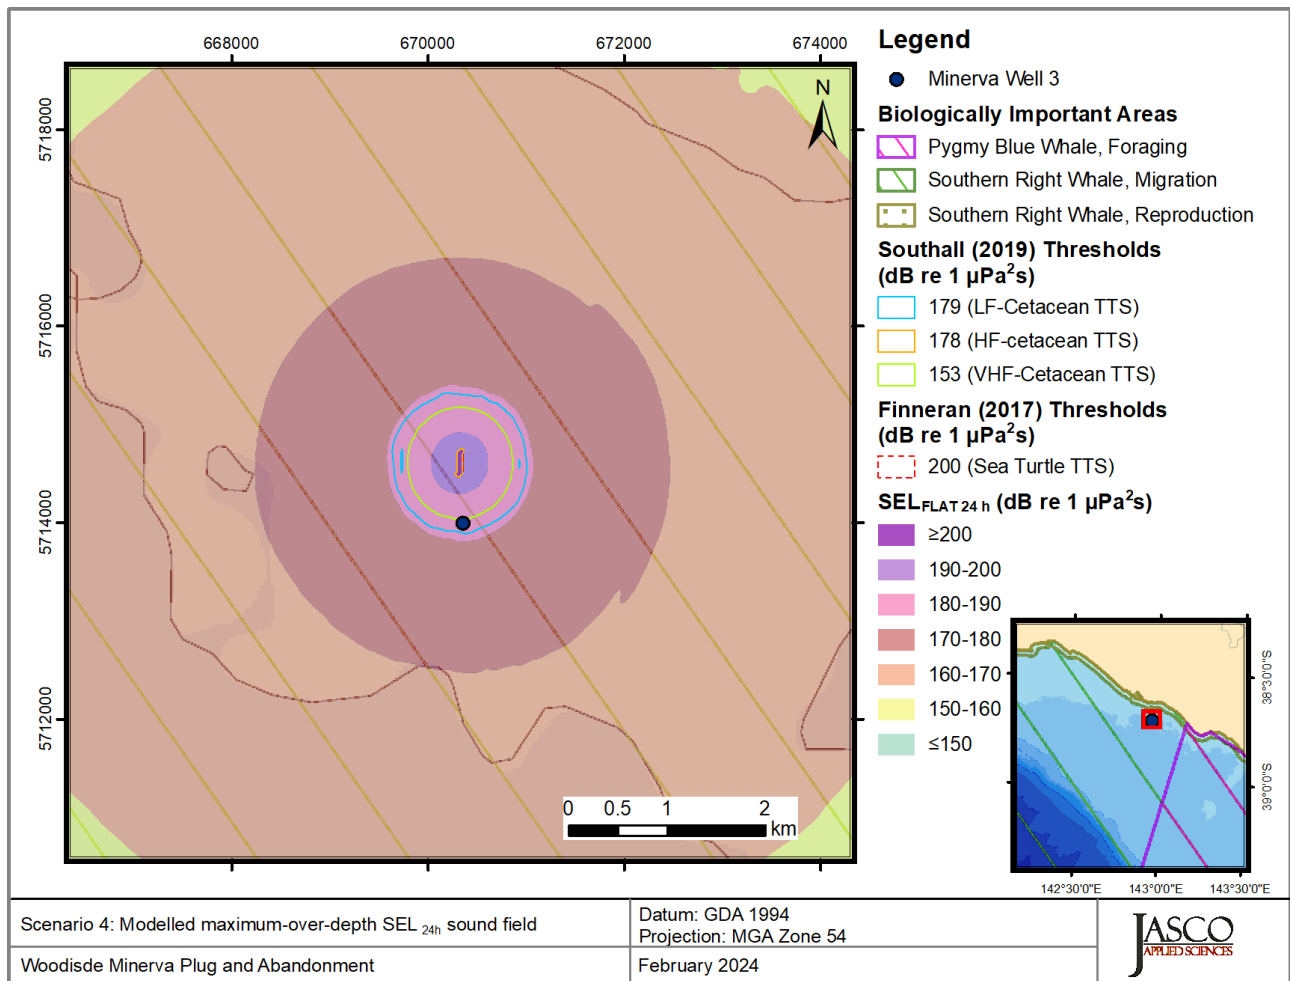 668000 670000 672000 674000
5718000
5716000
5714000
5712000
N
0 0.5 1 2
km
Legend
Minerva Well 3
Biologically Important Areas
Pygmy Blue Whale, Foraging
Southern Right Whale, Migration
Southern Right Whale, Reproduction
Southall (2019) Thresholds
(dB re 1 µPa²s)
179 (LF-Cetacean TTS)
178 (HF-cetacean TTS)
153 (VHF-Cetacean TTS)
Finneran (2017) Thresholds
(dB re 1 µPa²s)
200 (Sea Turtle TTS)
SEL FLAT 24 h (dB re 1 µPa²s)
≥200
190-200
180-190
170-180
160-170
150-160
≤150
38°30'0"S
39°0'0"S
142°30'0"E 143°0'0"E 143°30'0"E
Scenario 4: Modelled maximum-over-depth SEL 24h sound field
Woodisde Minerva Plug and Abandonment
Datum: GDA 1994
Projection: MGA Zone 54
February 2024
JASCO
APPLIED SCIENCES